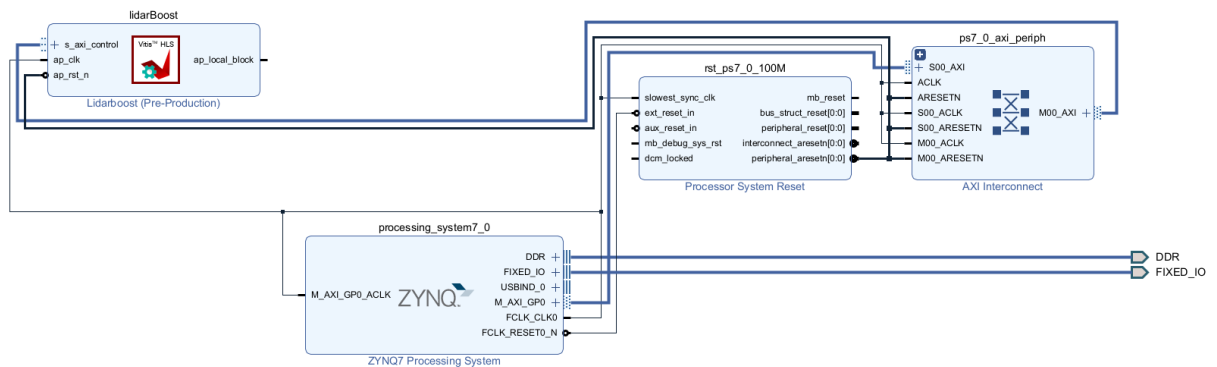 lidarBoost
s_axi_control
ap_clk
ap_rst_n
Vitis™ HLS
ap_local_block
Lidarboost (Pre-Production)
rst_ps7_0_100M
slowest_sync_clk
ext_reset_in
aux_reset_in
mb_debug_sys_rst
dcm_locked
mb_reset
bus_struct_reset[0:0]
peripheral_reset[0:0]
interconnect_aresetn[0:0]
peripheral_aresetn[0:0]
Processor System Reset
ps7_0_axi_periph
S00_AXI
ACLK
ARESETN
S00_ACLK
S00_ARESETN
M00_ACLK
M00_ARESETN
M00_AXI
AXI Interconnect
processing_system7_0
M_AXI_GP0_ACLK
ZYNQ
DDR
FIXED_IO
USBIND_0
M_AXI_GP0
FCLK_CLK0
FCLK_RESET0_N
ZYNQ7 Processing System
DDR
FIXED_IO